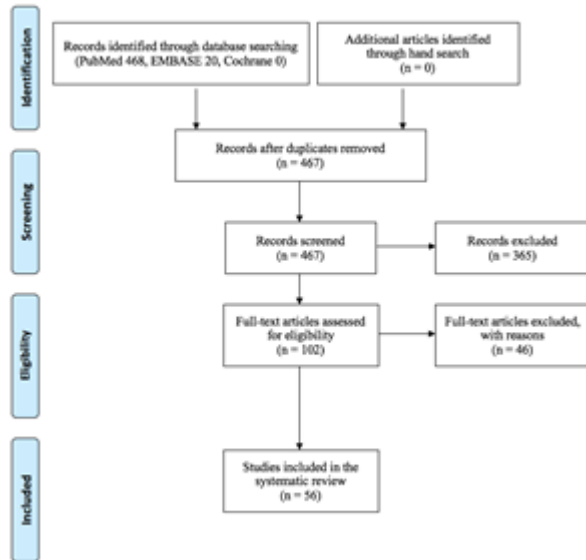 Identification
Records identified through database searching
(PubMed 468, EMBASE 20, Cochrane 0)
Additional articles identified
through hand search
(n = 0)
Records after duplicates removed
(n = 467)
Screening
Records screened
(n = 467)
Records excluded
(n = 365)
Eligibility
Full-text articles assessed
for eligibility
(n = 102)
Full-text articles excluded,
with reasons
(n = 46)
Included
Studies included in the
systematic review
(n = 56)